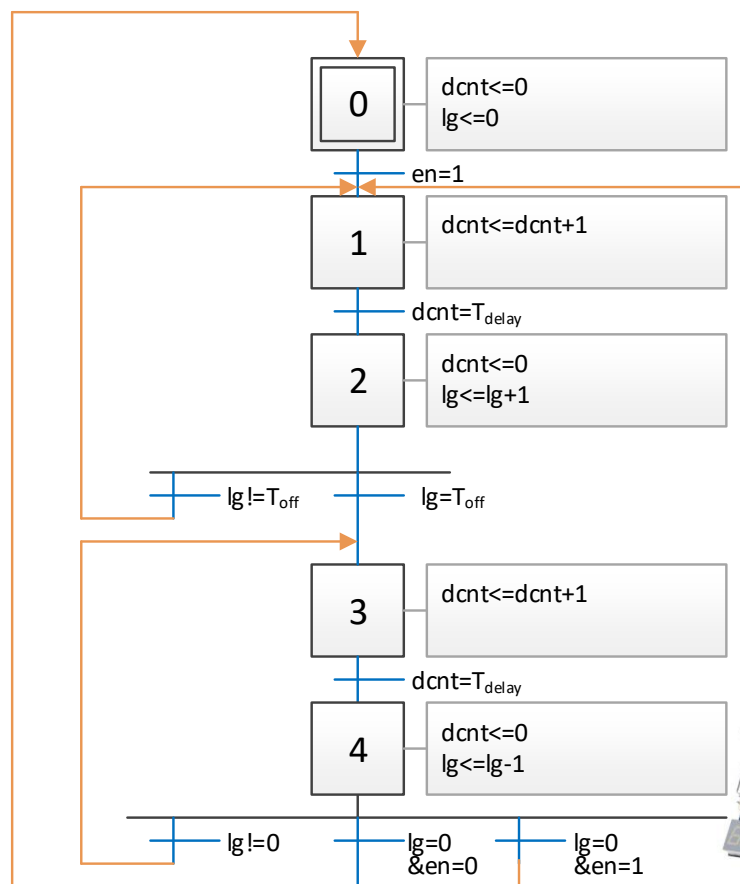 0
dcnt<=0
lg<=0
en=1
1
dcnt<=dcnt+1
dcnt=Tdelay
2
dcnt<=0
lg<=lg+1
lg!=Toff
lg=Toff
3
dcnt<=dcnt+1
dcnt=Tdelay
4
dcnt<=0
lg<=lg-1
lg!=0
lg=0
&en=0
lg=0
&en=1